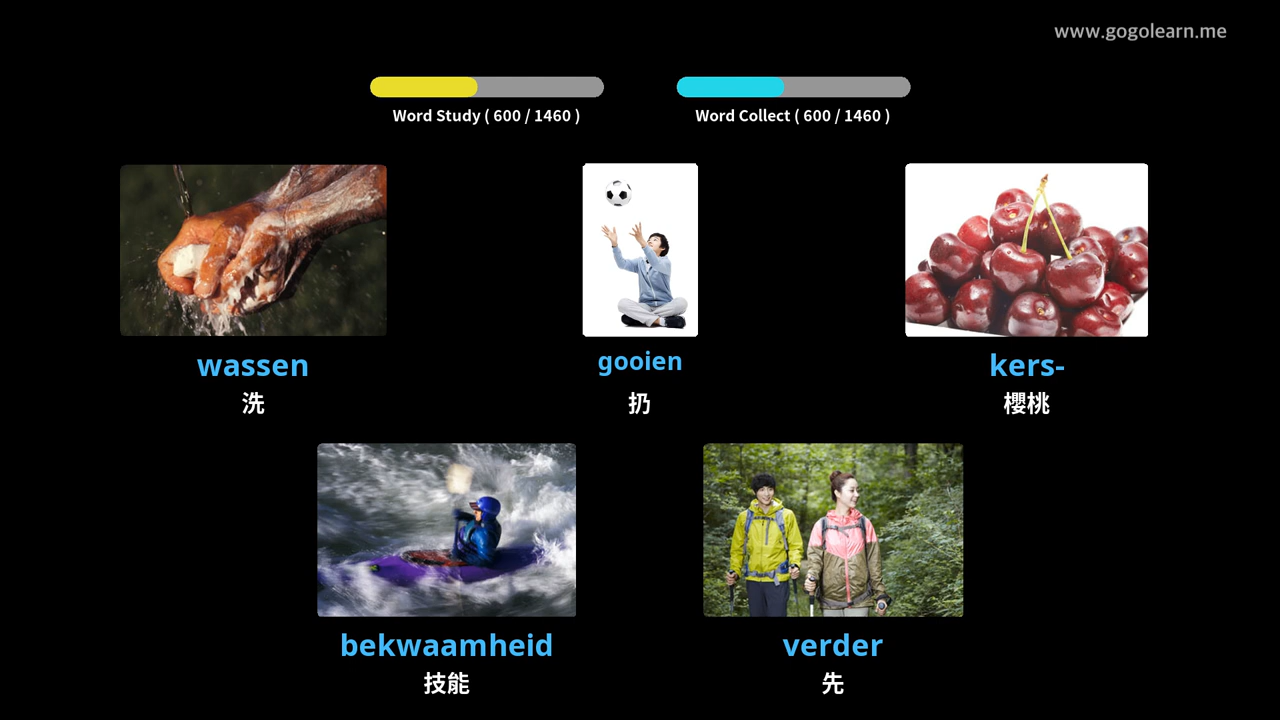 www.gogolearn.me
Word Study ( 600 / 1460 )
Word Collect ( 600 / 1460 )
wassen
洗
gooien
扔
kers-
櫻桃
bekwaamheid
技能
verder
先